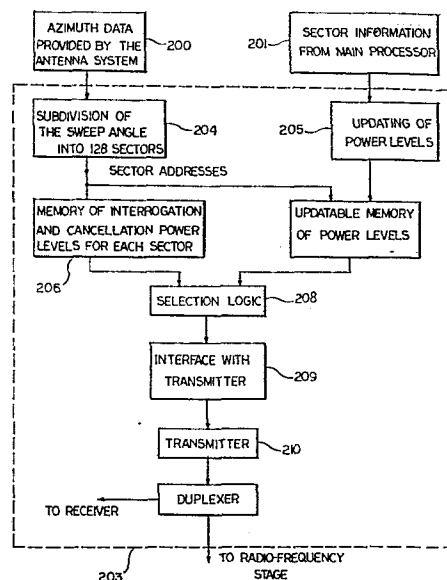 AZIMUTH DATA
PROVIDED BY THE
ANTENNA SYSTEM
200
201
SECTOR INFORMATION
FROM MAIN PROCESSOR
SUBDIVISION OF
THE SWEEP ANGLE
INTO 128 SECTORS
204
205
UPDATING OF
POWER LEVELS
SECTOR ADDRESSES
MEMORY OF INTERROGATION
AND CANCELLATION POWER
LEVELS FOR EACH SECTOR
UPDATABLE MEMORY
OF POWER LEVELS
206
SELECTION LOGIC
208
INTERFACE WITH
TRANSMITTER
209
TRANSMITTER
210
DUPLEXER
TO RECEIVER
203
TO RADIO-FREQUENCY
STAGE